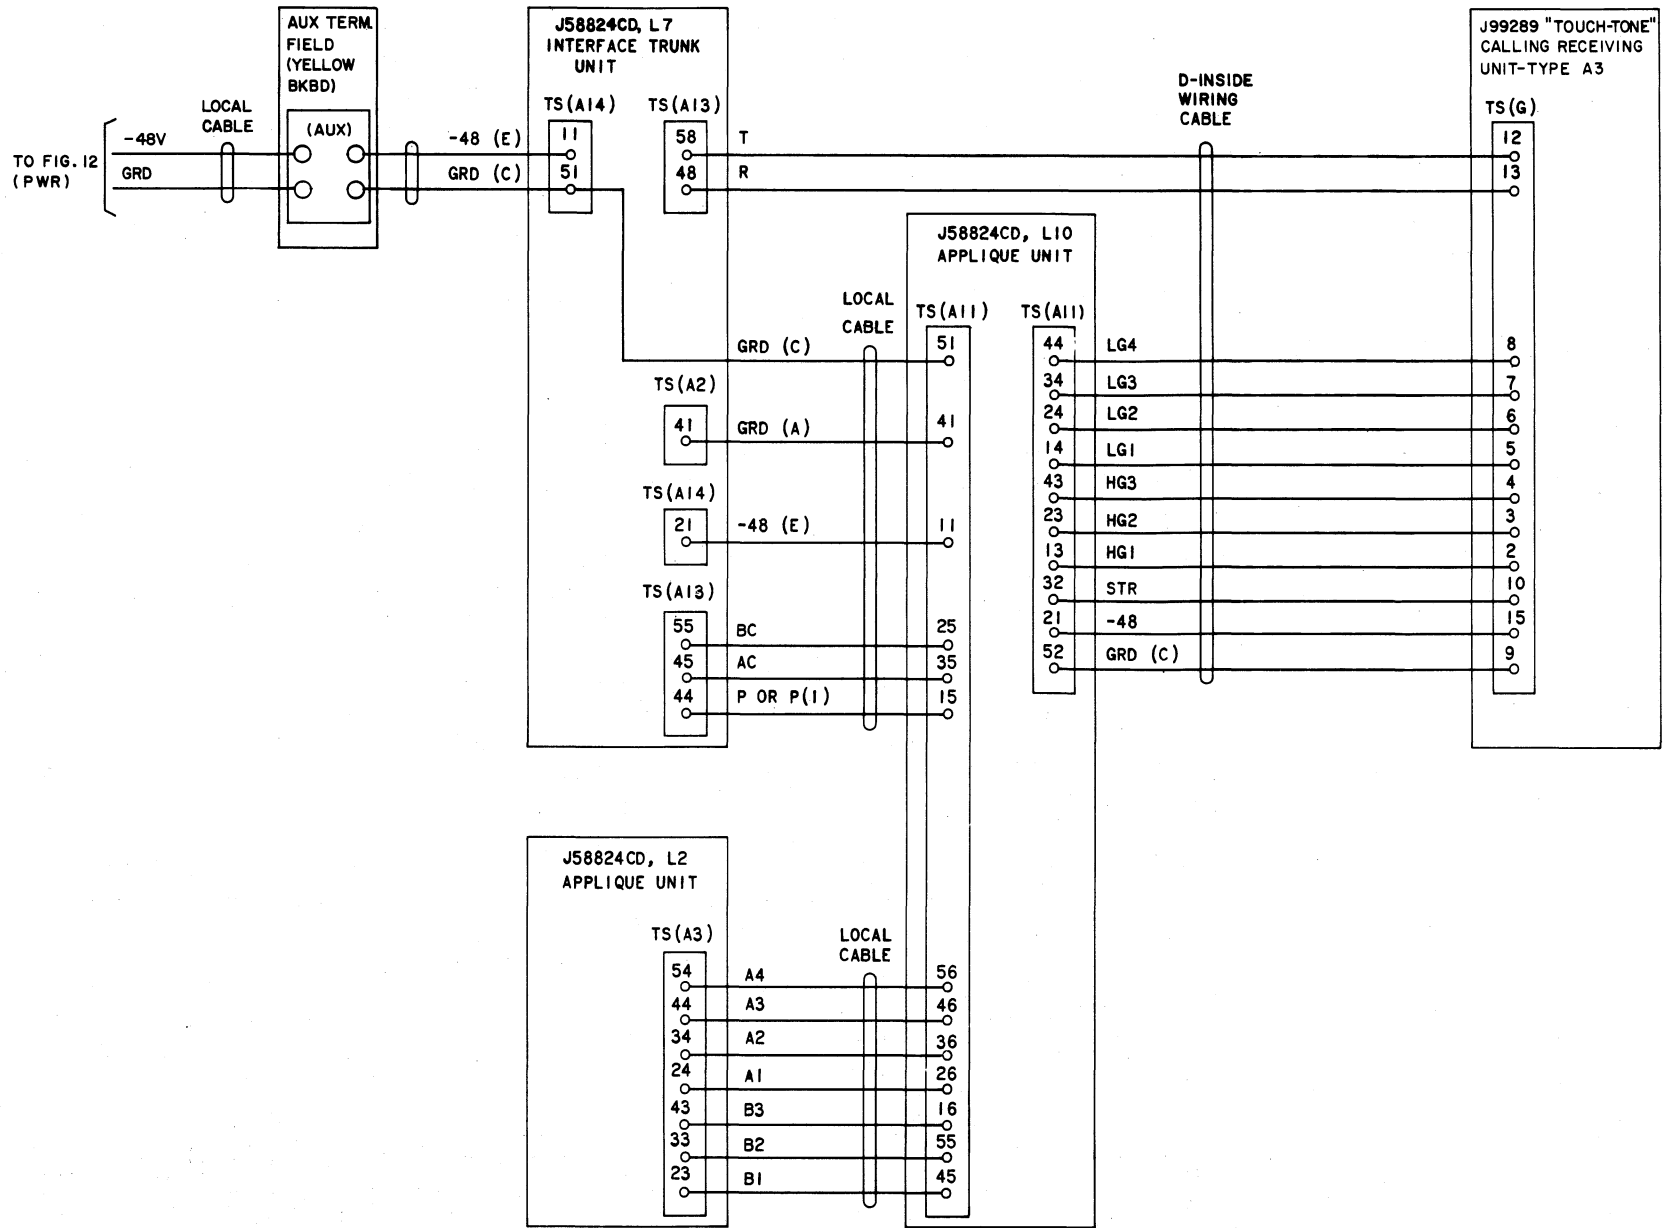 AUX TERM.
FIELD
(YELLOW
BKBD)
(AUX)
LOCAL
CABLE
TO FIG. 12
(PWR)
-48V
GRD
-48 (E)
GRD (C)
J58824CD, L7
INTERFACE TRUNK
UNIT
TS(A14)
11
51
TS(A13)
58
48
T
R
D-INSIDE
WIRING
CABLE
J99289 "TOUCH-TONE"
CALLING RECEIVING
UNIT-TYPE A3
TS(G)
12
13
J58824CD, L10
APPLIQUE UNIT
LOCAL
CABLE
TS(A11)
TS(A11)
GRD (C)
51
TS(A2)
41
GRD (A)
41
TS(A14)
21
-48 (E)
11
TS(A13)
55
BC
25
45
AC
35
44
P OR P(1)
15
44
LG4
8
34
LG3
7
24
LG2
6
14
LG1
5
43
HG3
4
23
HG2
3
13
HG1
2
32
STR
10
21
-48
15
52
GRD (C)
9
J58824CD, L2
APPLIQUE UNIT
TS(A3)
LOCAL
CABLE
54
A4
56
44
A3
46
34
A2
36
24
A1
26
43
B3
16
33
B2
55
23
B1
45